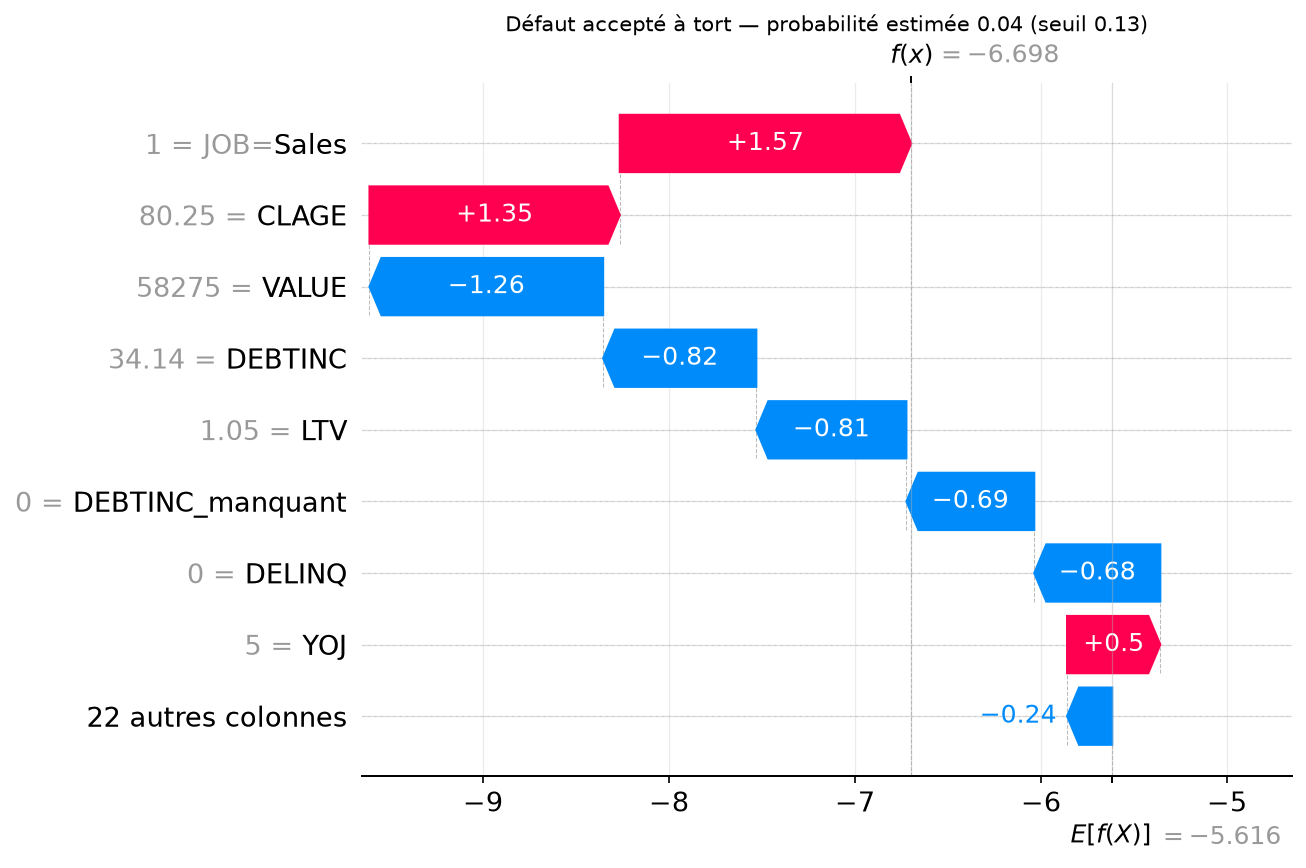 Défaut accepté à tort — probabilité estimée 0.04 (seuil 0.13)
f(x) = −6.698
1 = JOB=Sales +1.57
80.25 = CLAGE +1.35
58275 = VALUE −1.26
34.14 = DEBTINC −0.82
1.05 = LTV −0.81
0 = DEBTINC_manquant −0.69
0 = DELINQ −0.68
5 = YOJ +0.5
22 autres colonnes −0.24
−9 −8 −7 −6 −5
E[f(X)] = −5.616